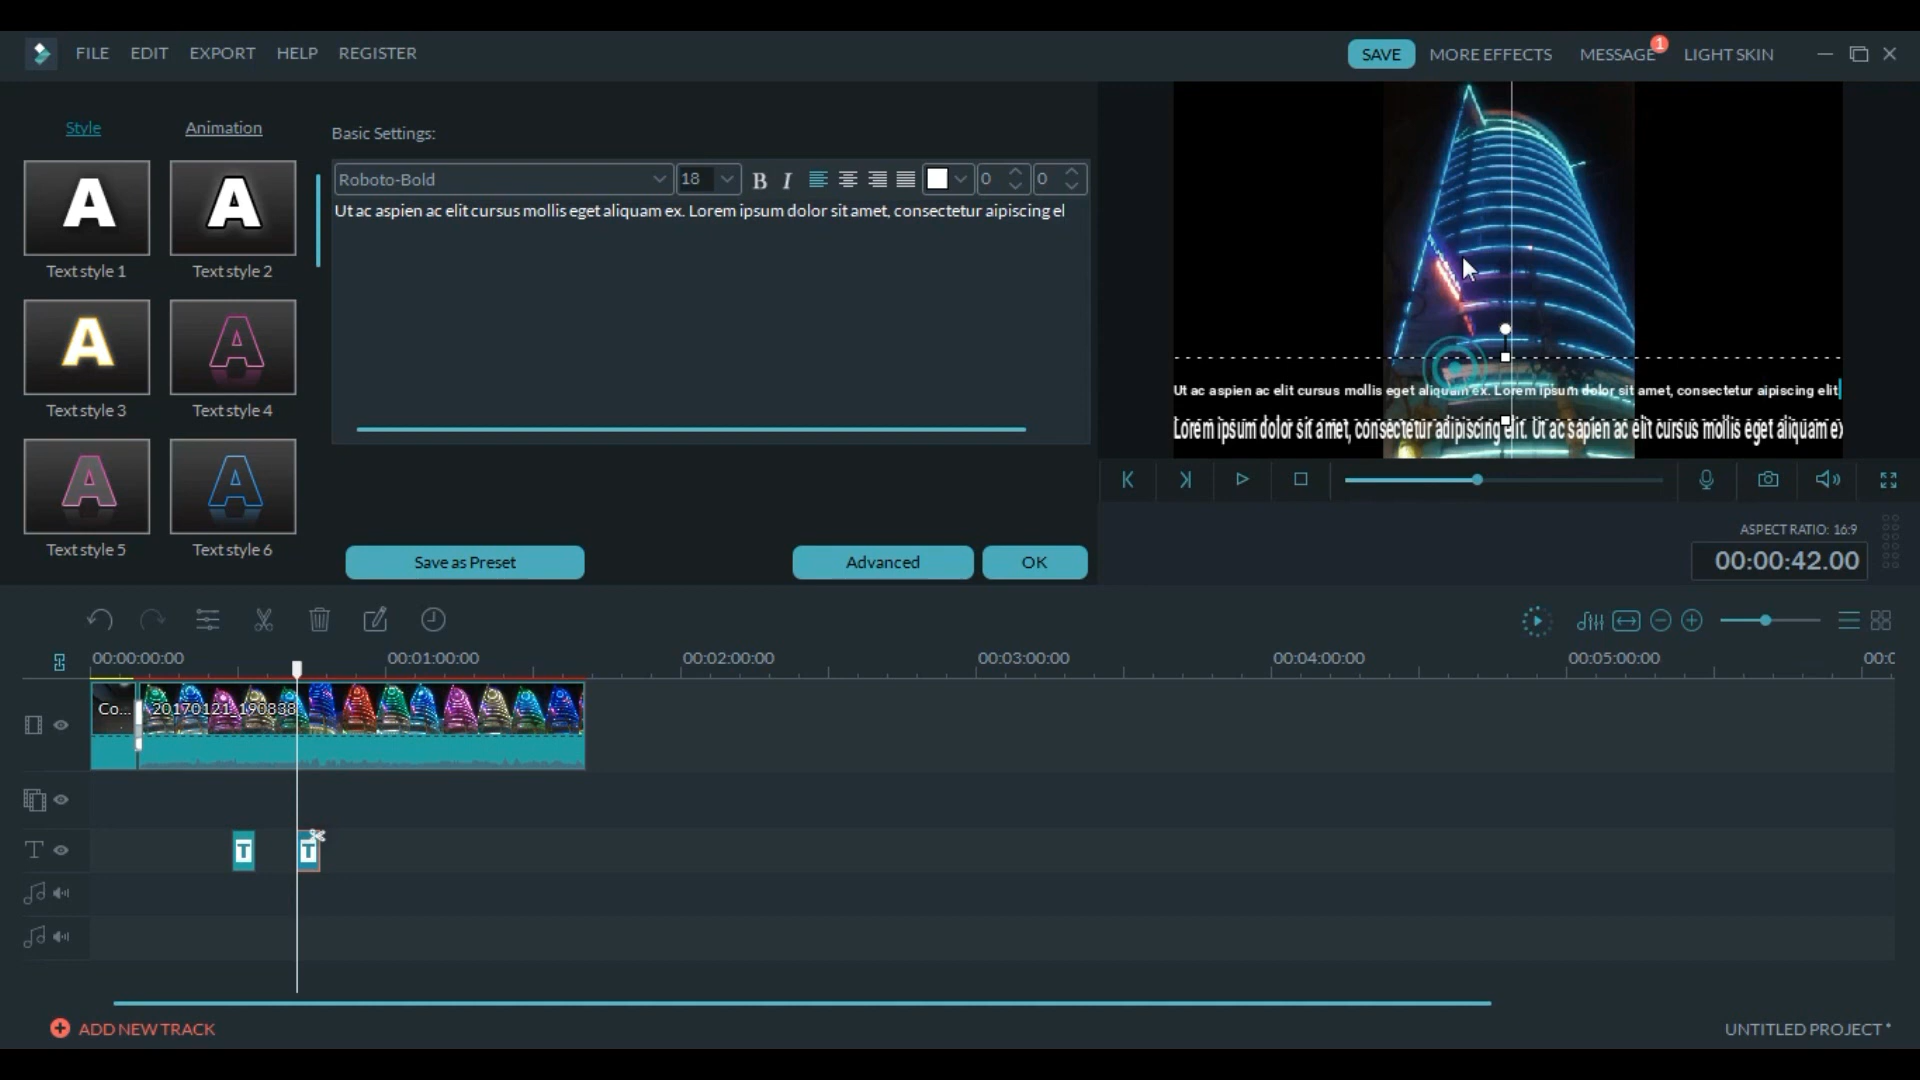 FILE EDIT EXPORT HELP REGISTER SAVE MORE EFFECTS MESSAGE 1 LIGHT SKIN
Style Animation
Basic Settings:
Roboto-Bold 18 B I 0 0
Ut ac aspien ac elit cursus mollis eget aliquam ex. Lorem ipsum dolor sit amet, consectetur aipiscing el
A A
Text style 1 Text style 2
A A
Text style 3 Text style 4
A A
Text style 5 Text style 6
Save as Preset Advanced OK
Ut ac aspien ac elit cursus mollis eget aliquam ex. Lorem ipsum dolor sit amet, consectetur aipiscing elit
Lorem ipsum dolor sit amet, consectetur adipiscing elit. Ut ac sapien ac elit cursus mollis eget aliquam ex
ASPECT RATIO: 16:9
00:00:42.00
00:00:00:00 00:01:00:00 00:02:00:00 00:03:00:00 00:04:00:00 00:05:00:00 00:0
Co... 20170121_190838
T T T
ADD NEW TRACK UNTITLED PROJECT *